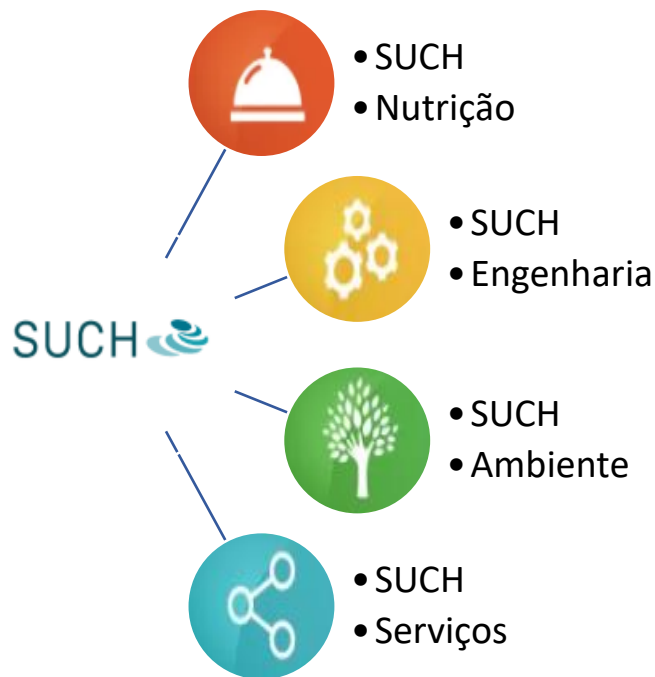 • SUCH
• Nutrição
• SUCH
• Engenharia
SUCH
• SUCH
• Ambiente
• SUCH
• Serviços